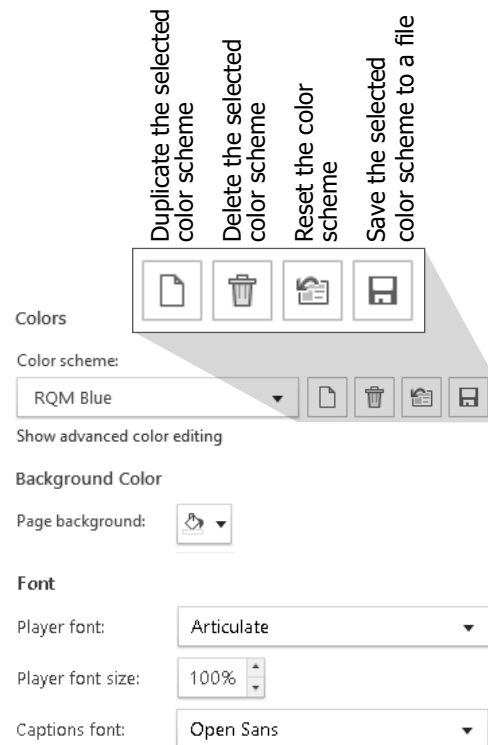 Duplicate the selected
color scheme
Delete the selected
color scheme
Reset the color
scheme
Save the selected
color scheme to a file
Colors
Color scheme:
RQM Blue
Show advanced color editing
Background Color
Page background:
Font
Player font:
Articulate
Player font size:
100%
Captions font:
Open Sans